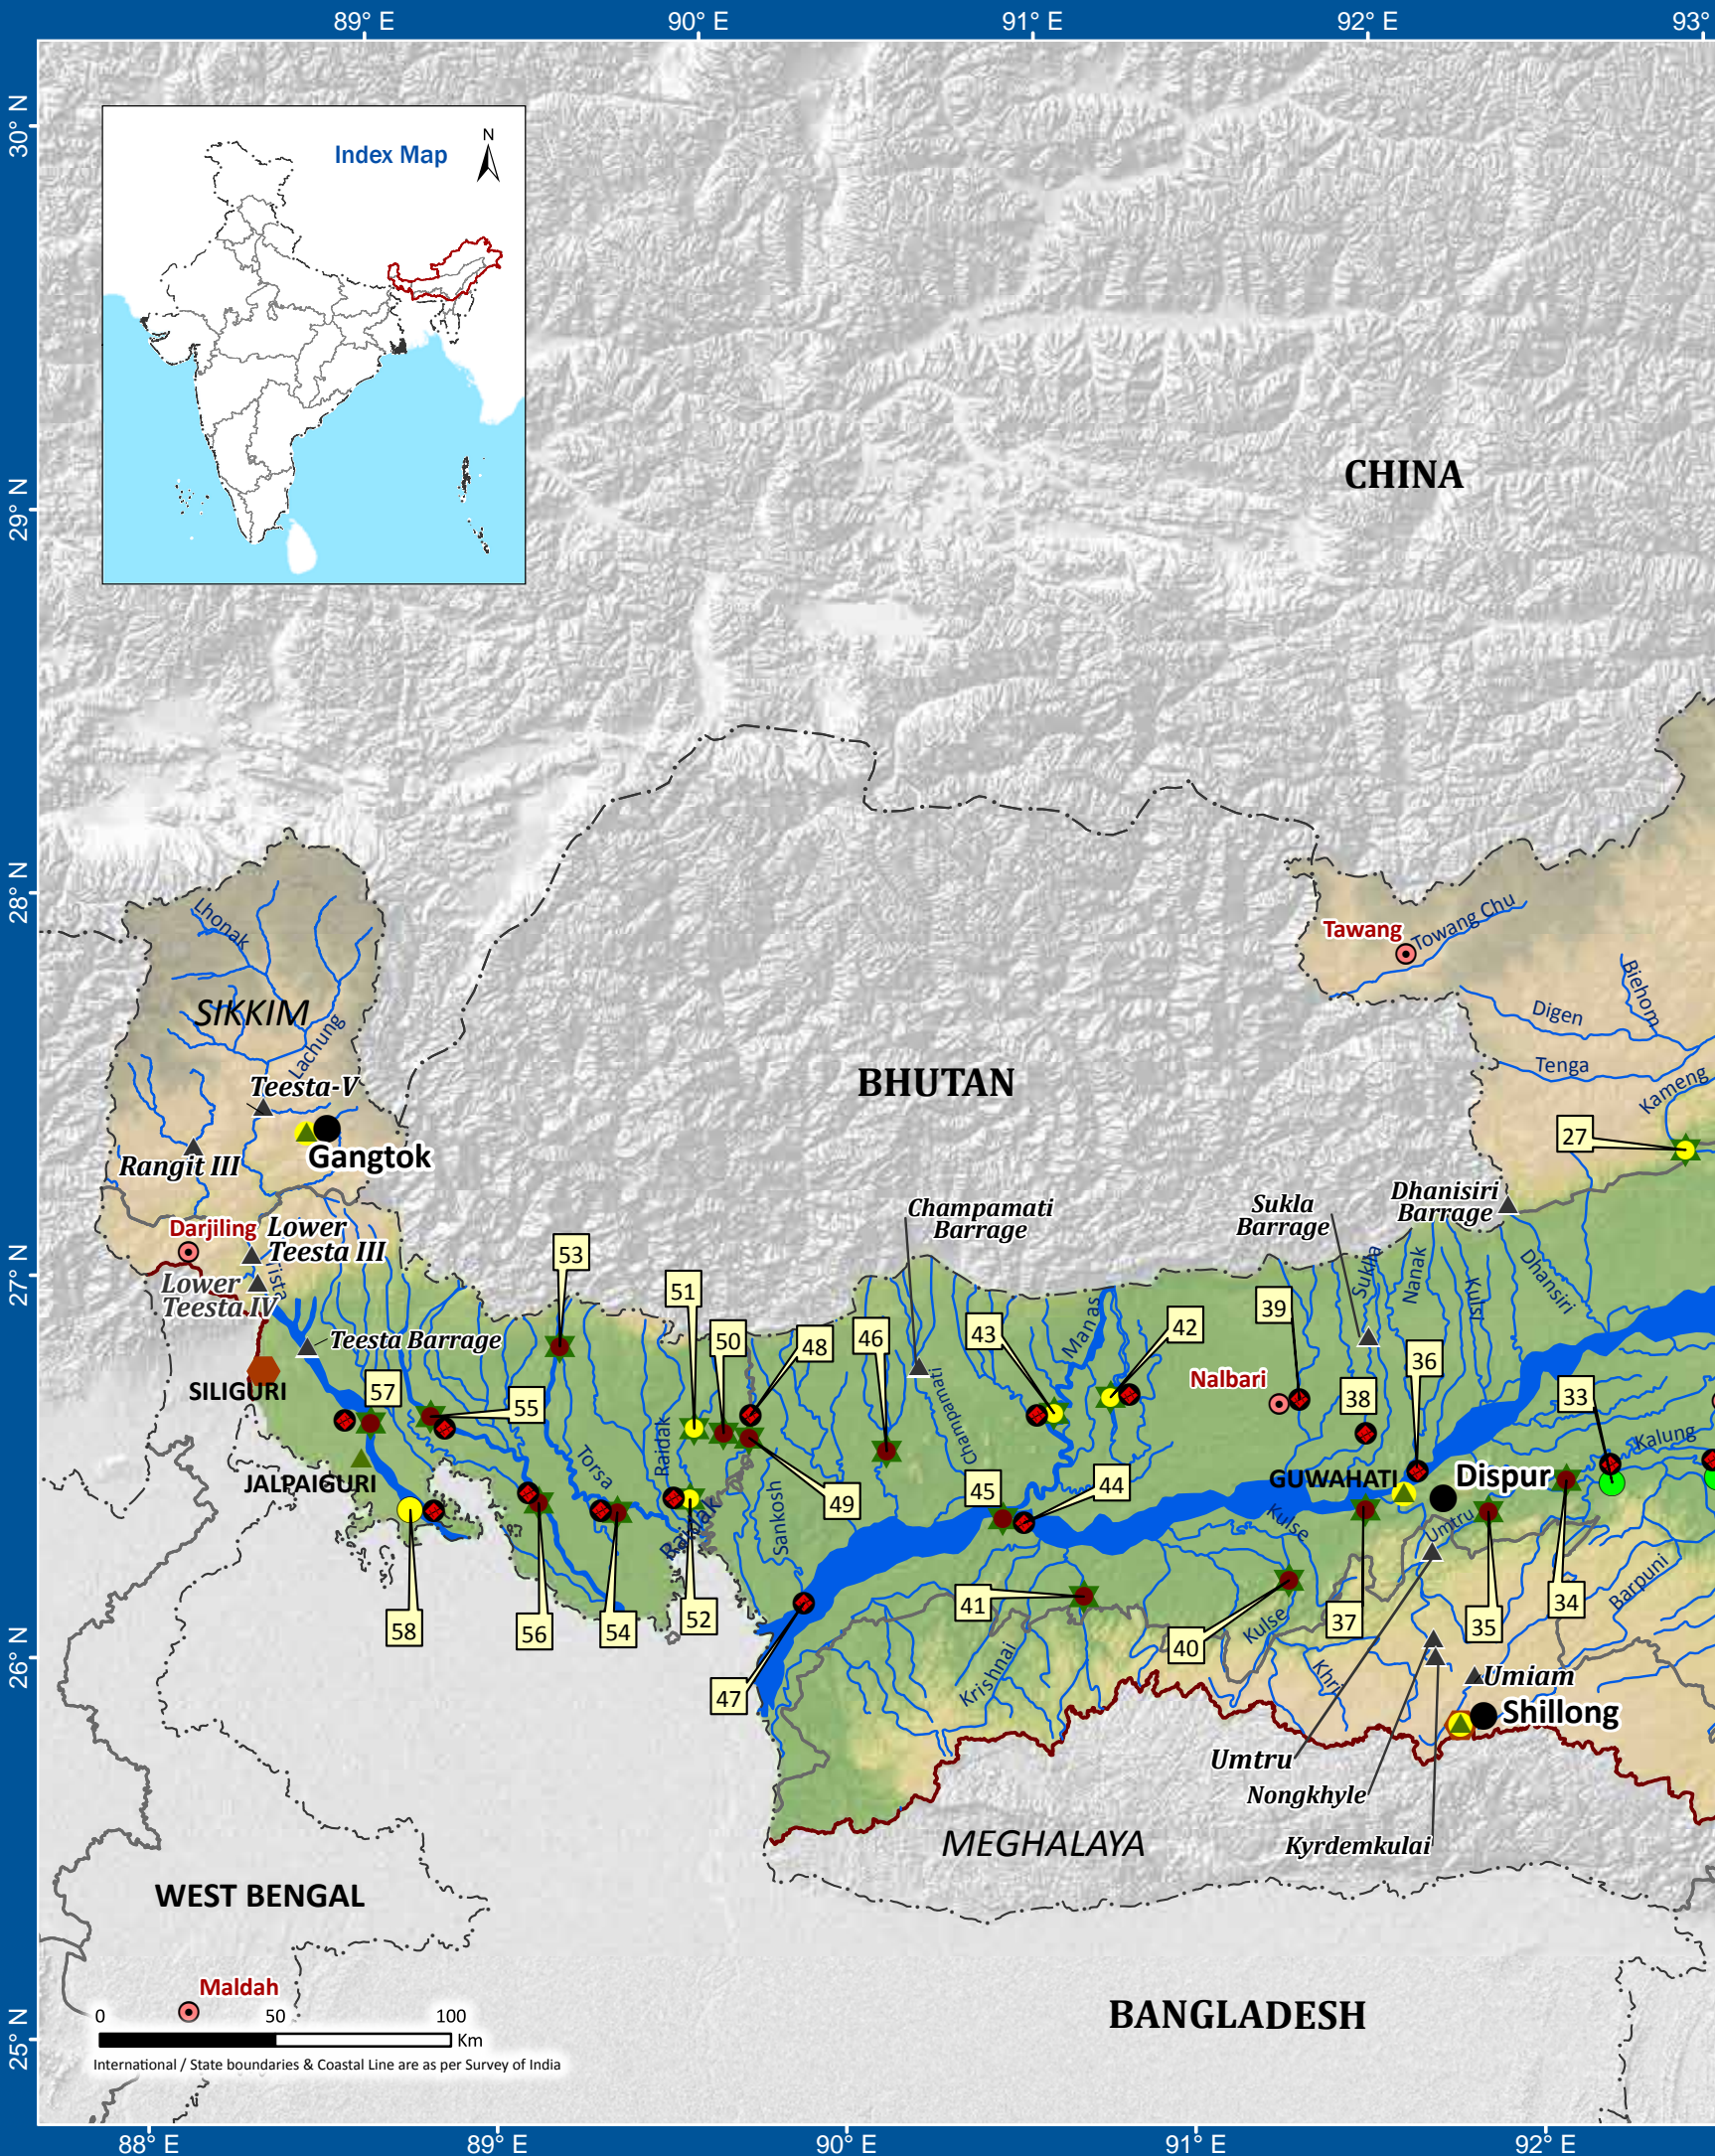 89° E
90° E
91° E
92° E
93°
30° N
29° N
28° N
27° N
26° N
25° N
Index Map
N
CHINA
Tawang
Towang Chu
Lhonak
Biehom
SIKKIM
Digen
Lachung
Tenga
Teesta-V
BHUTAN
Kameng
27
Gangtok
Rangit III
Champamati
Barrage
Sukla
Barrage
Dhanisiri
Barrage
Darjiling
Lower
Teesta III
53
Tista
Lower
Teesta IV
51
Sukla
Nanak
Kulsi
Dhansiri
39
Manas
Teesta Barrage
50
48
46
43
42
36
SILIGURI
57
55
Nalbari
38
33
Champamati
Raidak
Torsa
Kalung
JALPAIGURI
49
45
44
GUWAHATI
Dispur
Sankosh
Raidak
Kulse
Umtru
58
56
54
52
41
40
Kulse
37
35
34
Barpuni
47
Krishnai
Khri
Umiam
Shillong
Umtru
Nongkhyle
MEGHALAYA
Kyrdemkulai
WEST BENGAL
Maldah
BANGLADESH
0
50
100
Km
International / State boundaries & Coastal Line are as per Survey of India
88° E
89° E
90° E
91° E
92° E